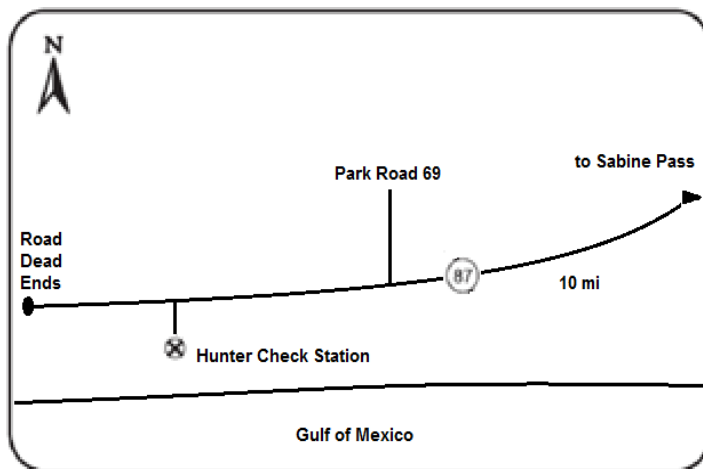 N
to Sabine Pass
Park Road 69
Road
Dead
Ends
87
10 mi
Hunter Check Station
Gulf of Mexico